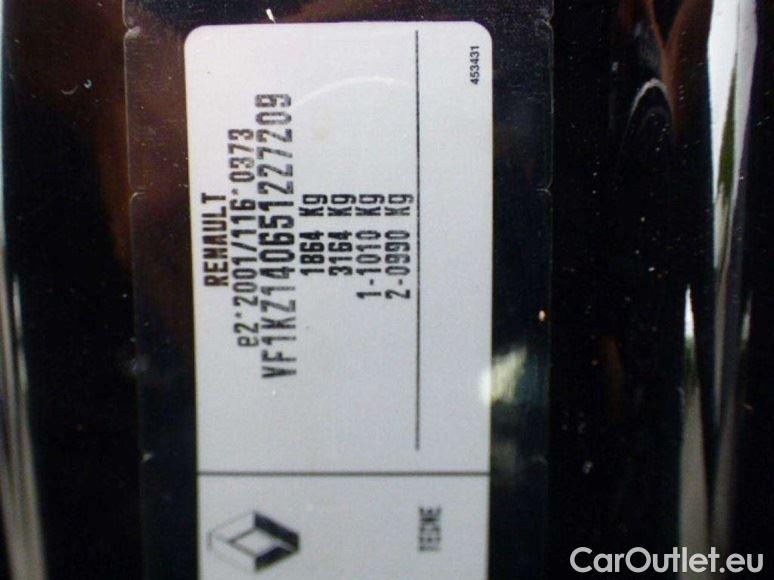 RENAULT
e2*2001/116*0373
VF1KZ140651227209
1864 Kg
3164 Kg
1-1010 Kg
2-0990 Kg
453431
CarOutlet.eu